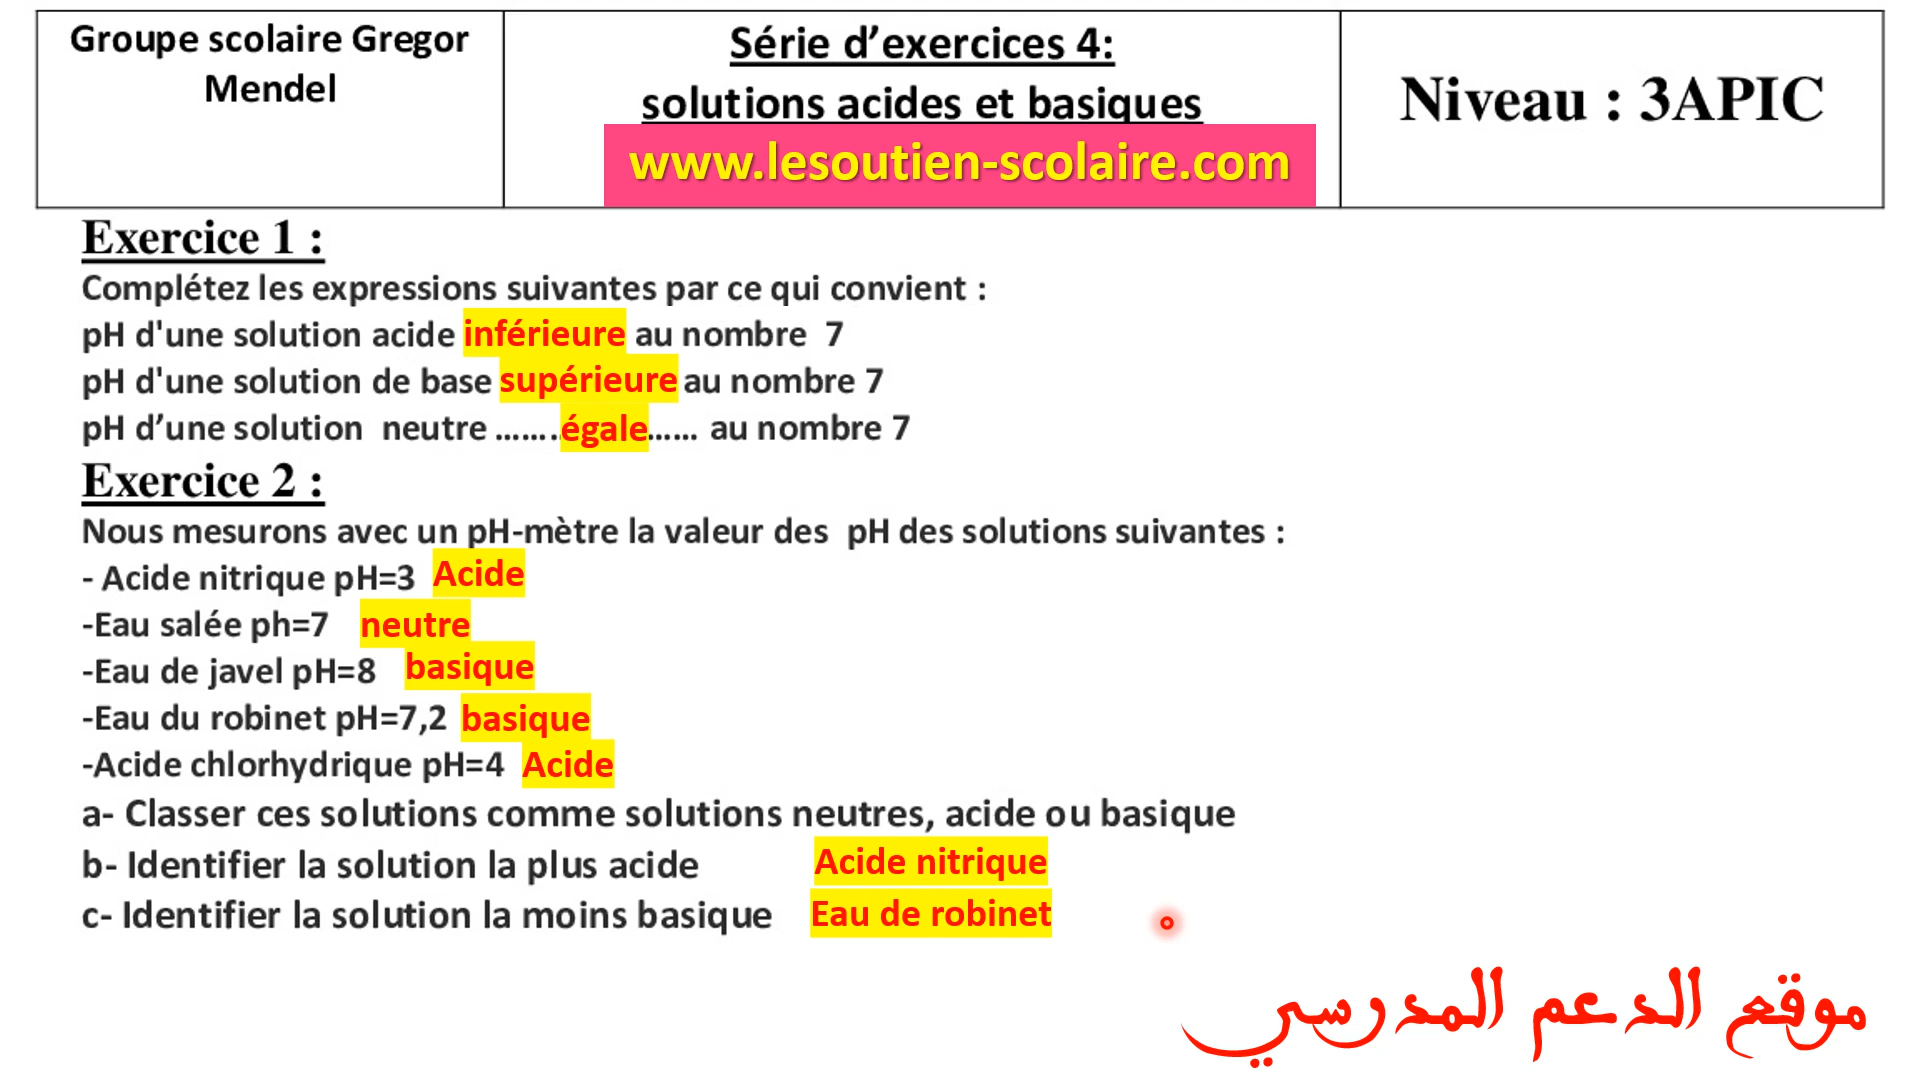 Groupe scolaire Gregor
Mendel
Série d’exercices 4:
solutions acides et basiques
www.lesoutien-scolaire.com
Niveau : 3APIC
Exercice 1 :
Complétez les expressions suivantes par ce qui convient :
pH d'une solution acide inférieure au nombre 7
pH d'une solution de base supérieure au nombre 7
pH d’une solution neutre …….égale…… au nombre 7
Exercice 2 :
Nous mesurons avec un pH-mètre la valeur des pH des solutions suivantes :
- Acide nitrique pH=3 Acide
-Eau salée ph=7 neutre
-Eau de javel pH=8 basique
-Eau du robinet pH=7,2 basique
-Acide chlorhydrique pH=4 Acide
a- Classer ces solutions comme solutions neutres, acide ou basique
b- Identifier la solution la plus acide Acide nitrique
c- Identifier la solution la moins basique Eau de robinet
موقع الدعم المدرسي